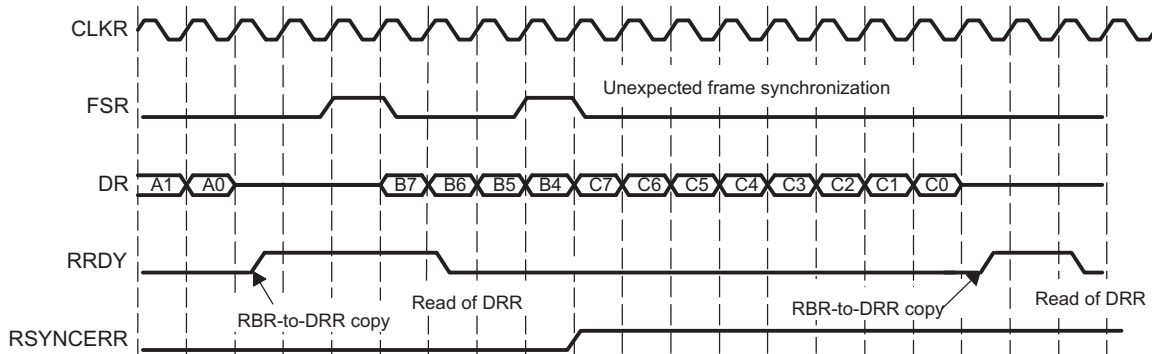 CLKR
Unexpected frame synchronization
FSR
DR A1 A0 B7 B6 B5 B4 C7 C6 C5 C4 C3 C2 C1 C0
RRDY
Read of DRR
RBR-to-DRR copy
RBR-to-DRR copy
Read of DRR
RSYNCERR